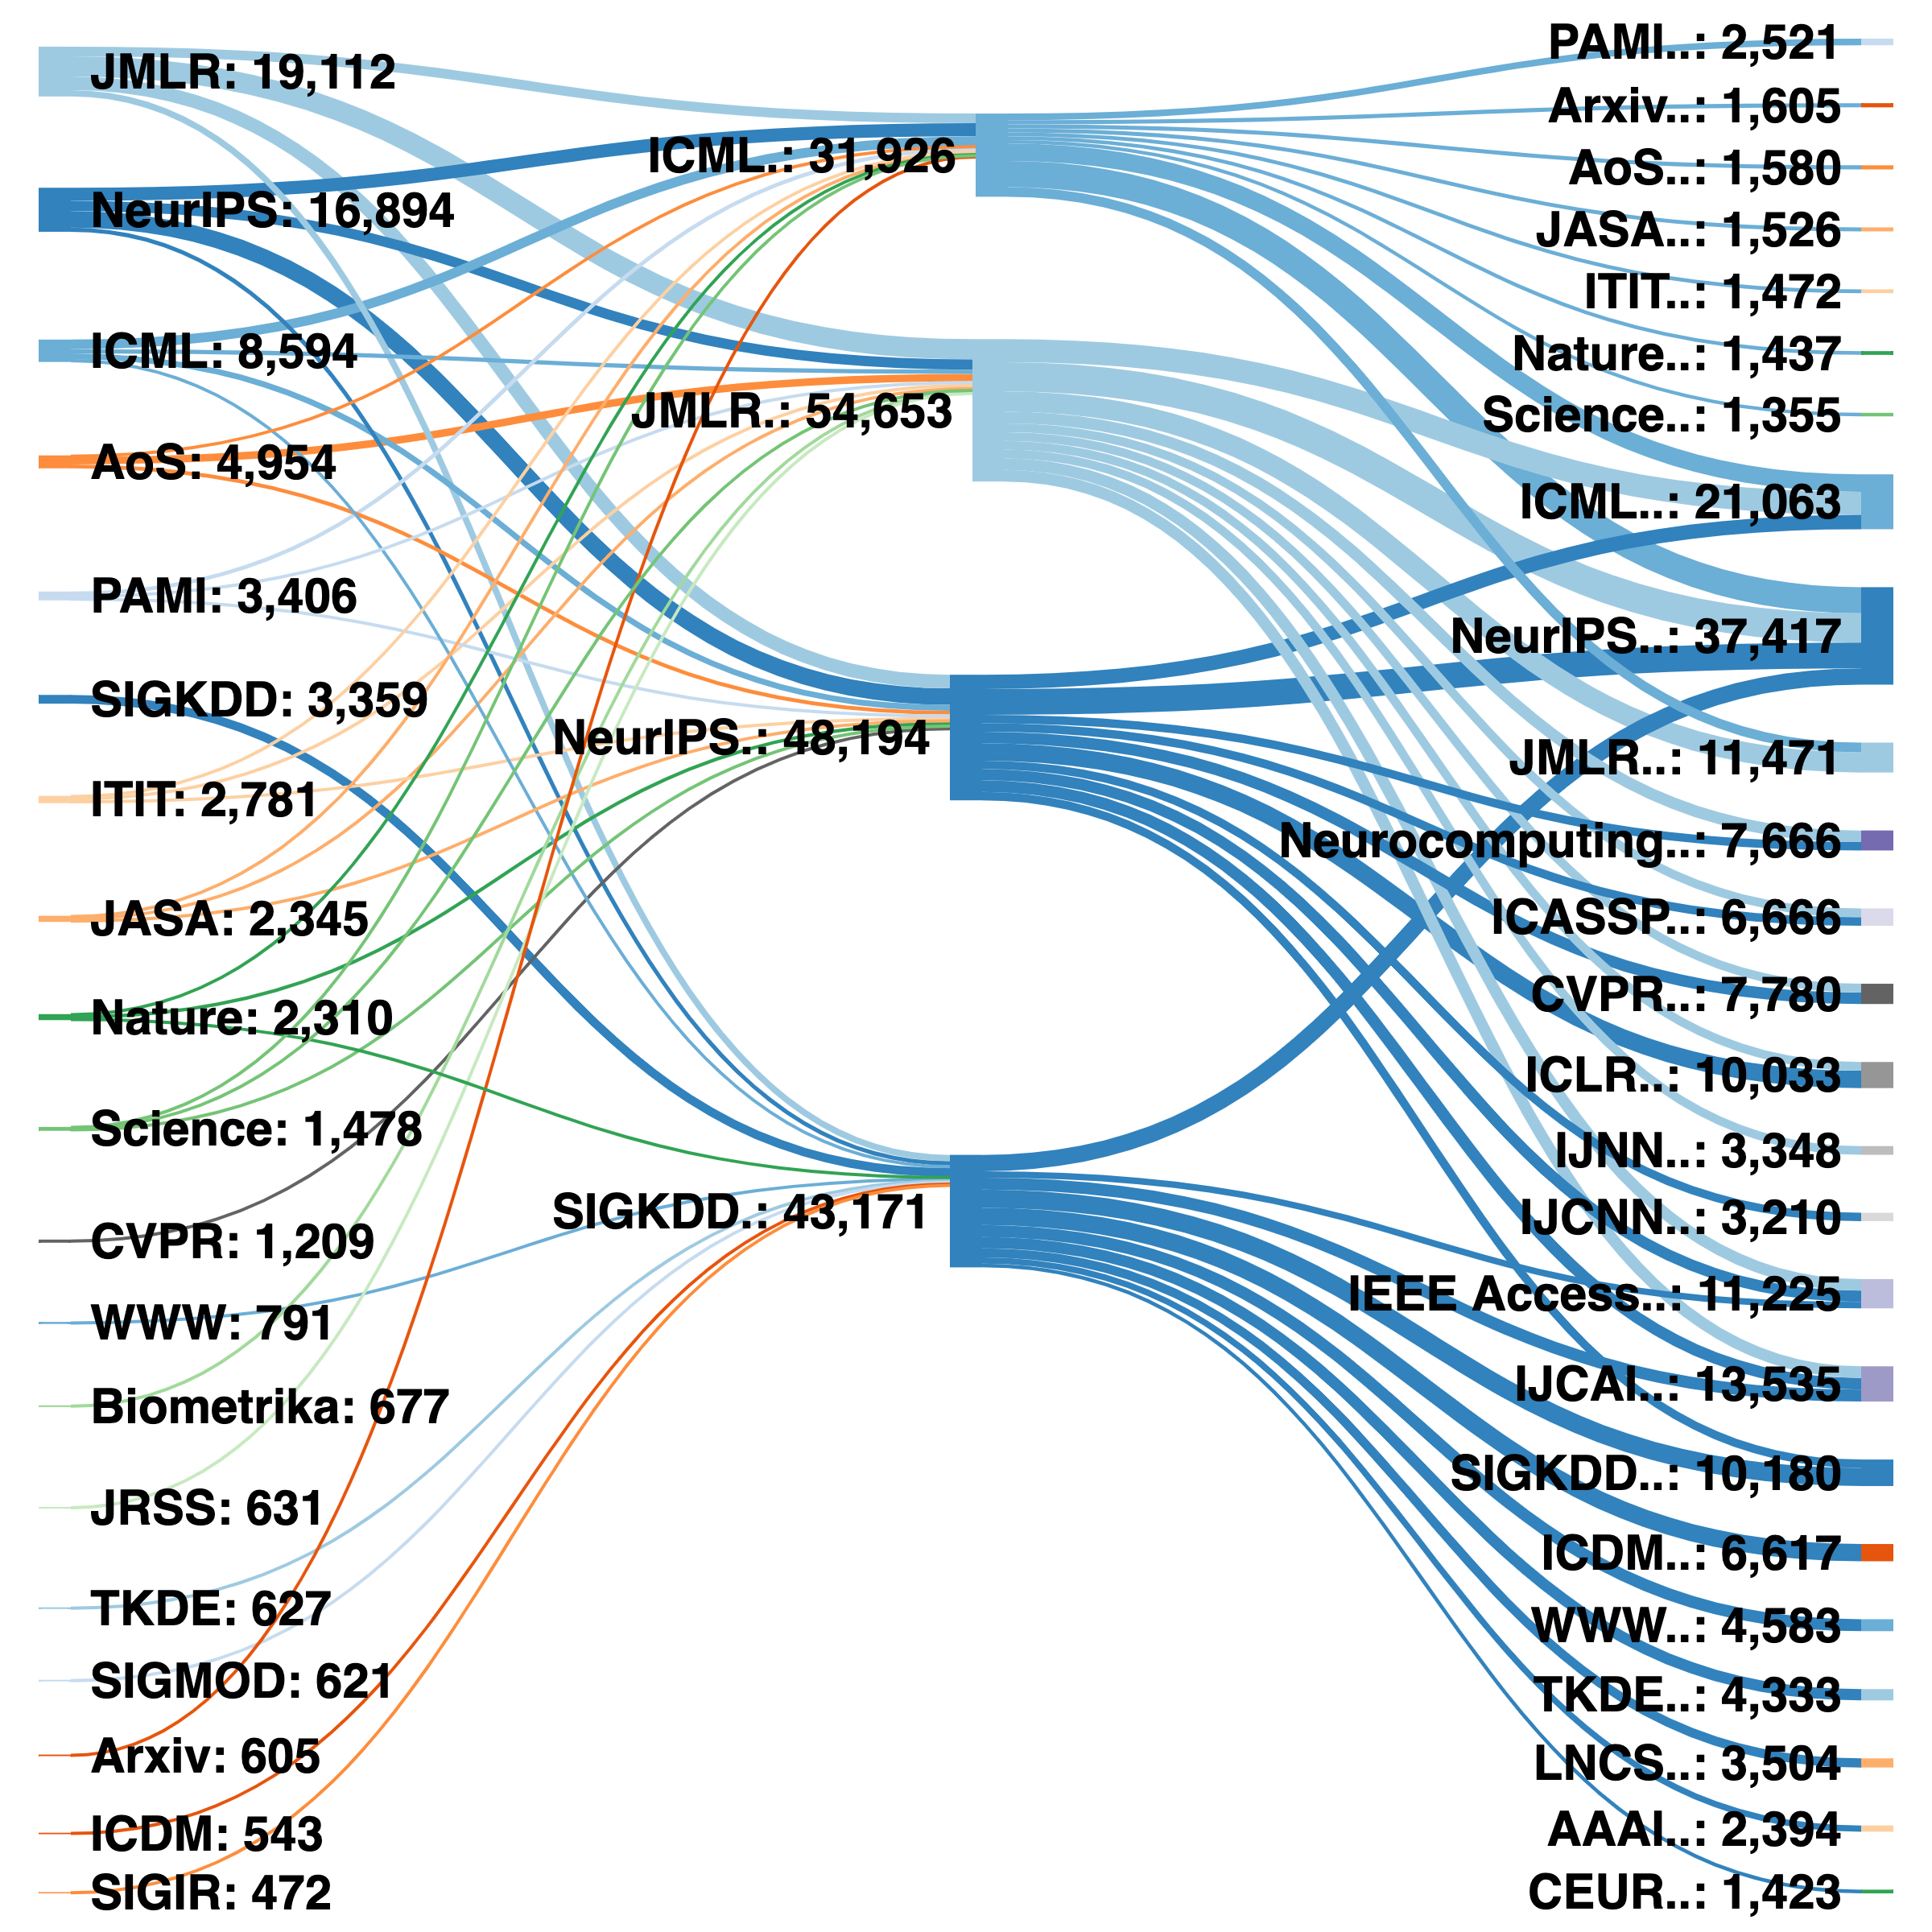 JMLR: 19,112
NeurIPS: 16,894
ICML: 8,594
AoS: 4,954
PAMI: 3,406
SIGKDD: 3,359
ITIT: 2,781
JASA: 2,345
Nature: 2,310
Science: 1,478
CVPR: 1,209
WWW: 791
Biometrika: 677
JRSS: 631
TKDE: 627
SIGMOD: 621
Arxiv: 605
ICDM: 543
SIGIR: 472
ICML.: 31,926
JMLR.: 54,653
NeurIPS.: 48,194
SIGKDD.: 43,171
PAMI..: 2,521
Arxiv..: 1,605
AoS..: 1,580
JASA..: 1,526
ITIT..: 1,472
Nature..: 1,437
Science..: 1,355
ICML..: 21,063
NeurIPS..: 37,417
JMLR..: 11,471
Neurocomputing..: 7,666
ICASSP..: 6,666
CVPR..: 7,780
ICLR..: 10,033
IJNN..: 3,348
IJCNN..: 3,210
IEEE Access..: 11,225
IJCAI..: 13,535
SIGKDD..: 10,180
ICDM..: 6,617
WWW..: 4,583
TKDE..: 4,333
LNCS..: 3,504
AAAI..: 2,394
CEUR..: 1,423